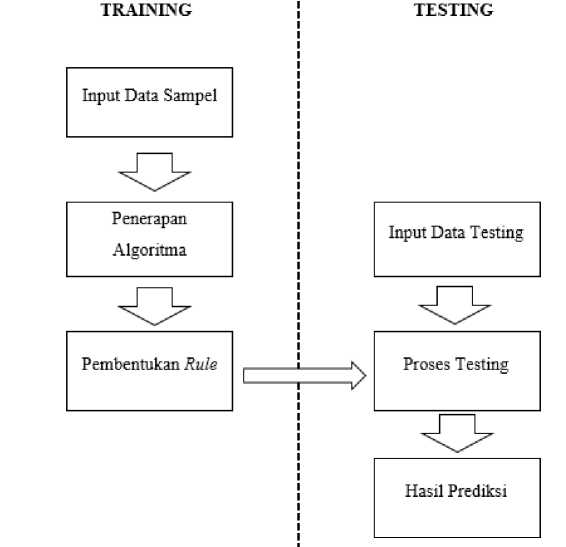 TRAINING
TESTING
Input Data Sampel
Penerapan
Algoritma
Input Data Testing
Pembentukan Rule
Proses Testing
Hasil Prediksi